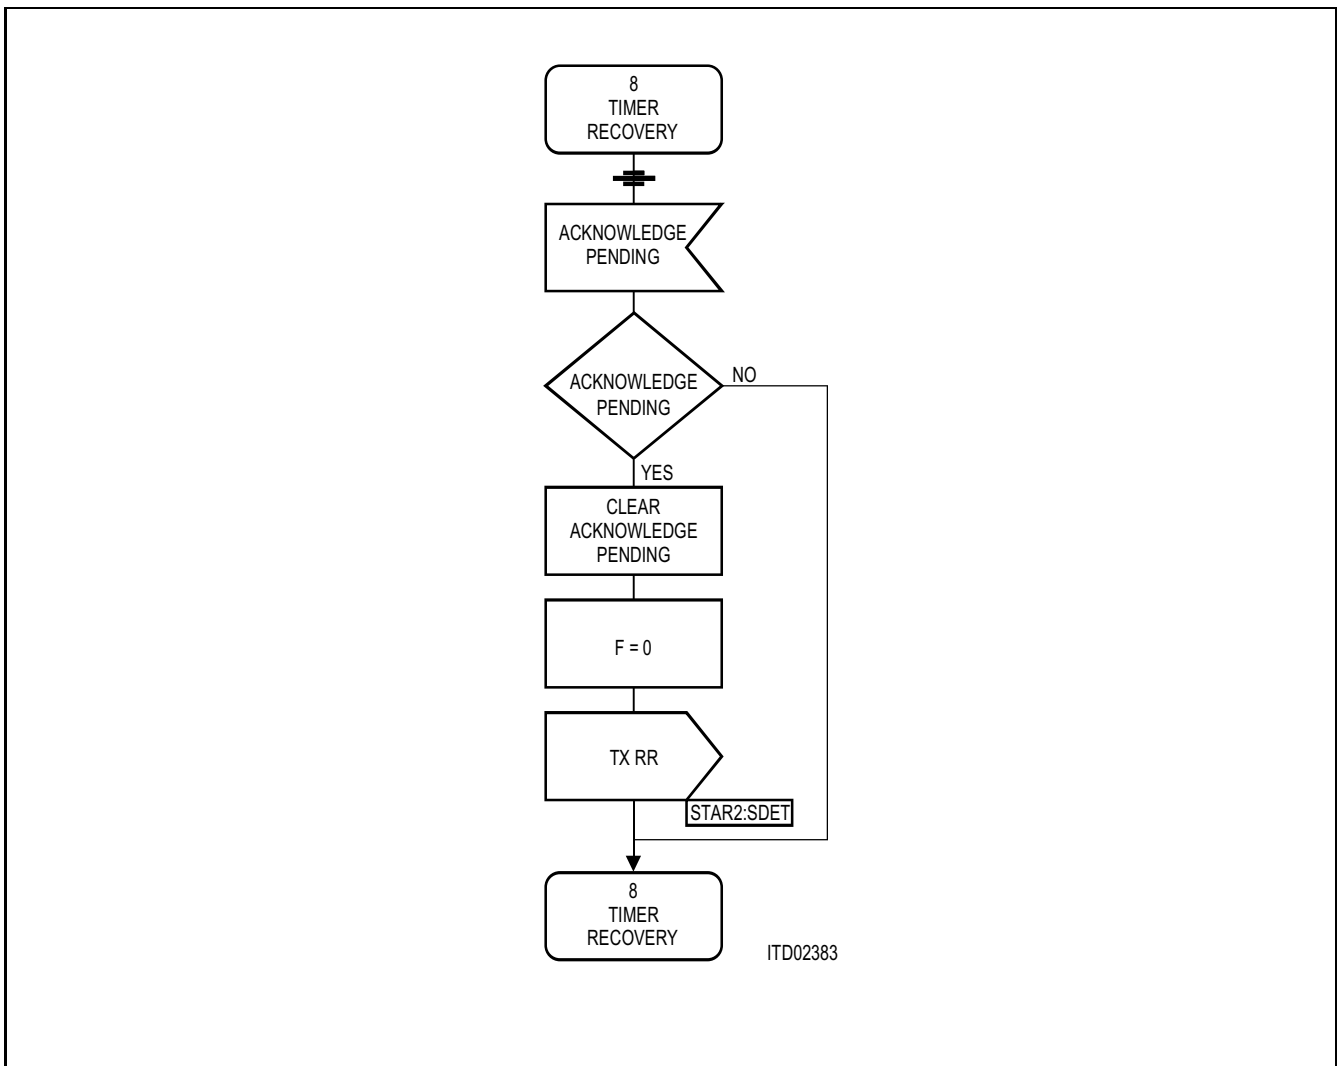 8
TIMER
RECOVERY
ACKNOWLEDGE
PENDING
ACKNOWLEDGE
PENDING
NO
YES
CLEAR
ACKNOWLEDGE
PENDING
F = 0
TX RR
STAR2:SDET
8
TIMER
RECOVERY
ITD02383